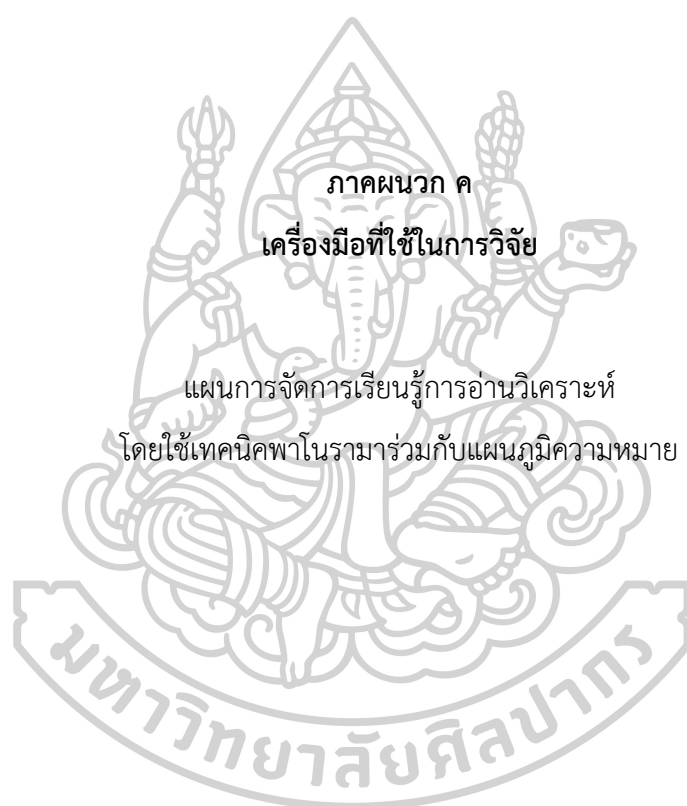 ภาคผนวก ค
เครื่องมือที่ใช้ในการวิจัย
แผนการจัดการเรียนรู้การอ่านวิเคราะห์
โดยใช้เทคนิคพาโนรามาร่วมกับแผนภูมิความหมาย
มหาวิทยาลัยศิลปากร